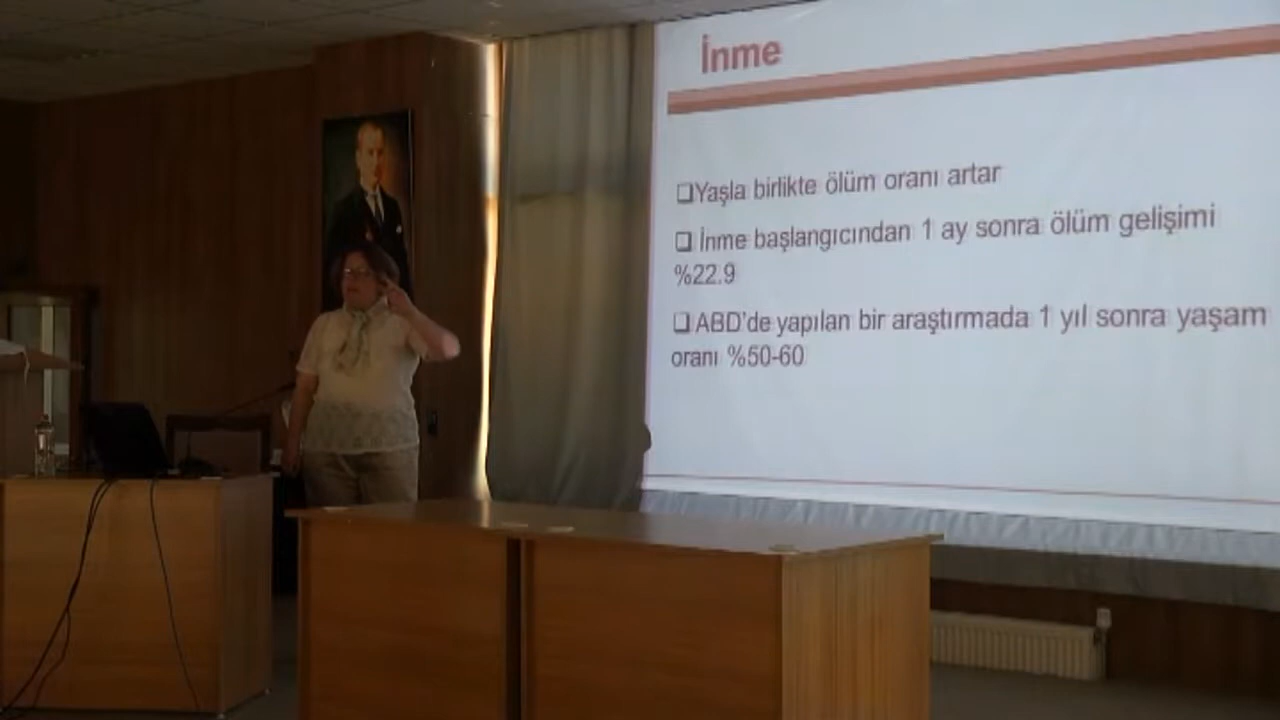 İnme
❑Yaşla birlikte ölüm oranı artar
❑ İnme başlangıcından 1 ay sonra ölüm gelişimi
%22.9
❑ ABD'de yapılan bir araştırmada 1 yıl sonra yaşam
oranı %50-60